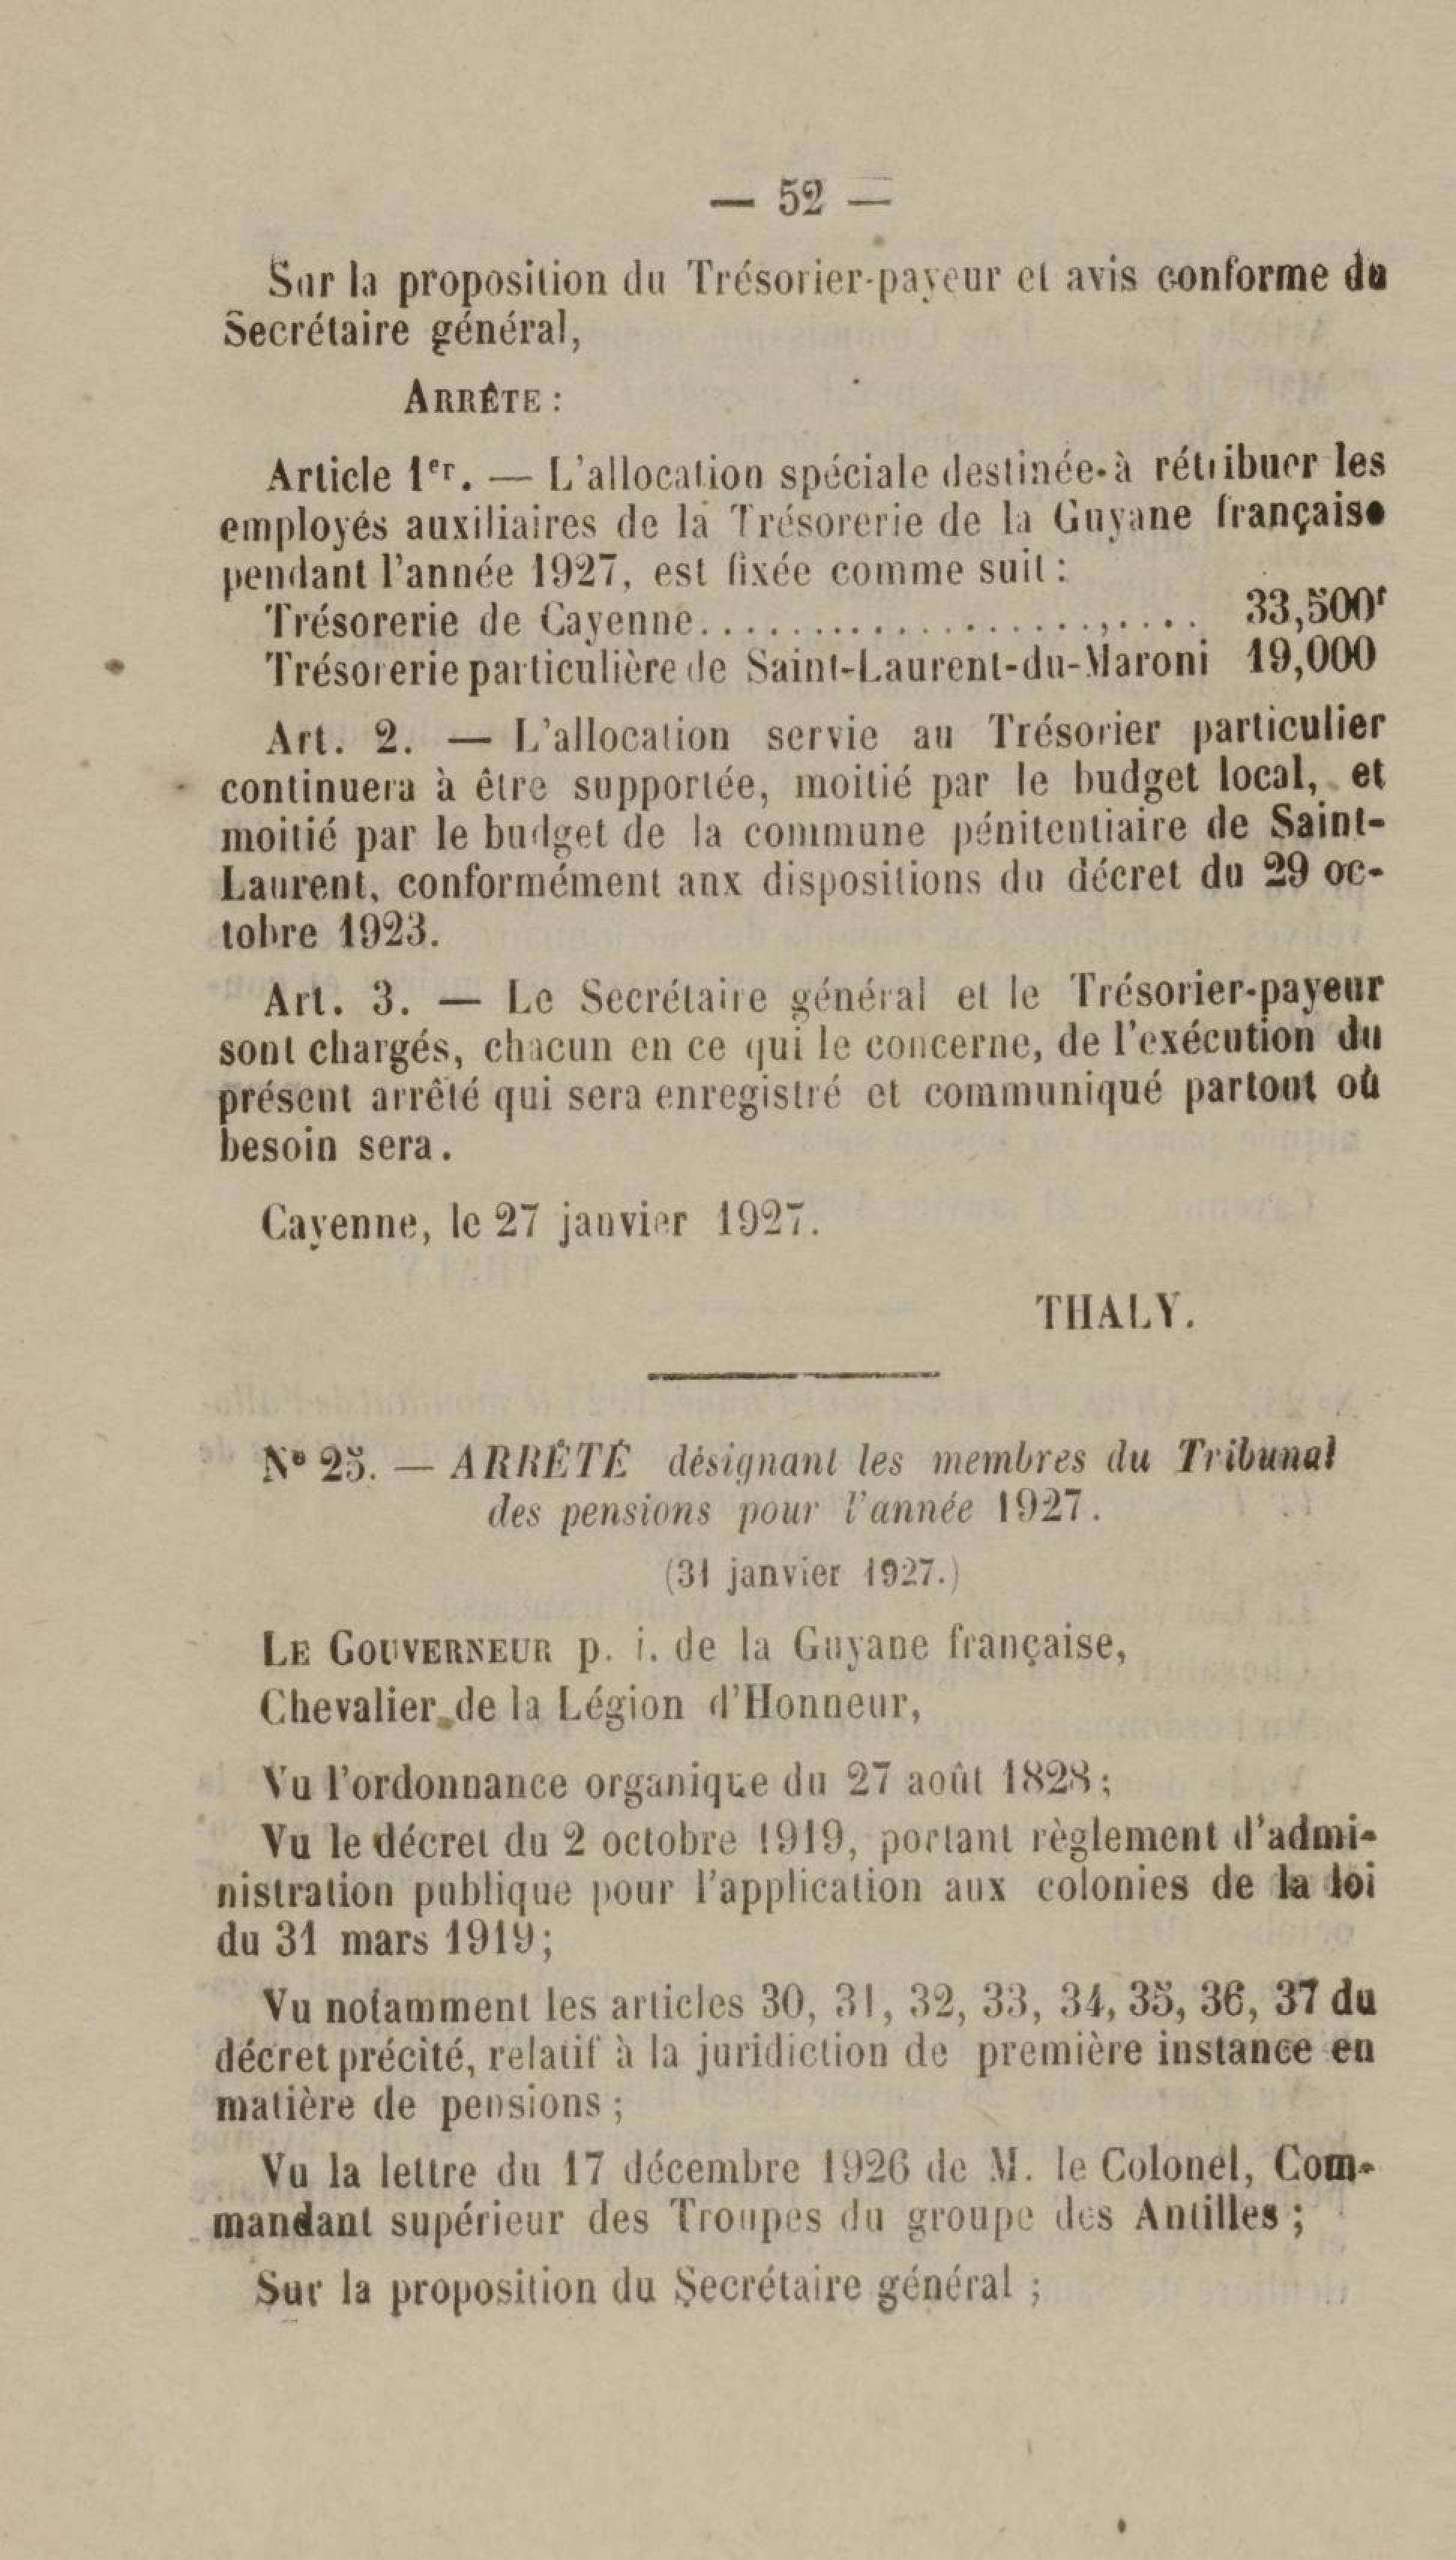 — 52 —
Sur la proposition du Trésorier-payeur et avis conforme du
Secrétaire général,
ARRÊTE :
Article 1er. — L'allocation spéciale destinée à rétribuer les
employés auxiliaires de la Trésorerie de la Guyane française
pendant l'année 1927, est fixée comme suit :
Trésorerie de Cayenne........................ 33,500f
Trésorerie particulière de Saint-Laurent-du-Maroni 19,000
Art. 2. — L'allocation servie au Trésorier particulier
continuera à être supportée, moitié par le budget local, et
moitié par le budget de la commune pénitentiaire de Saint-
Laurent, conformément anx dispositions du décret du 29 oc-
tobre 1923.
Art. 3. — Le Secrétaire général et le Trésorier-payeur
sont chargés, chacun en ce qui le concerne, de l'exécution du
présent arrêté qui sera enregistré et communiqué partout où
besoin sera.
Cayenne, le 27 janvier 1927.
THALY.
N° 25. — ARRÊTÉ désignant les membres du Tribunal
des pensions pour l'année 1927.
(31 janvier 1927.)
LE GOUVERNEUR p. i. de la Guyane française,
Chevalier de la Légion d'Honneur,
Vu l'ordonnance organique du 27 août 1828 ;
Vu le décret du 2 octobre 1919, portant règlement d'admi-
nistration publique pour l'application aux colonies de la loi
du 31 mars 1919 ;
Vu notamment les articles 30, 31, 32, 33, 34, 35, 36, 37 du
décret précité, relatif à la juridiction de première instance en
matière de pensions ;
Vu la lettre du 17 décembre 1926 de M. le Colonel, Com-
mandant supérieur des Troupes du groupe des Antilles ;
Sur la proposition du Secrétaire général ;